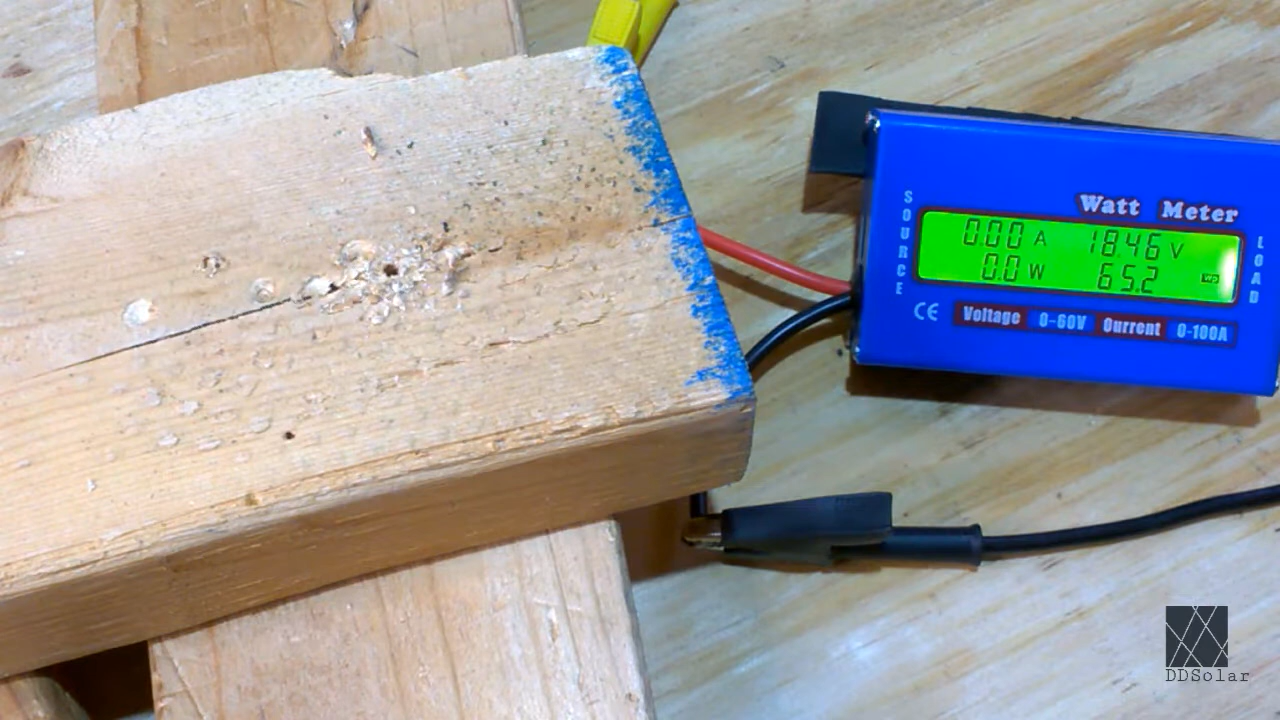 Watt Meter
SOURCE
0.00 A 18.46 V
0.0 W 65.2 Wp
LOAD
CE Voltage 0-60V Current 0-100A
DDSolar